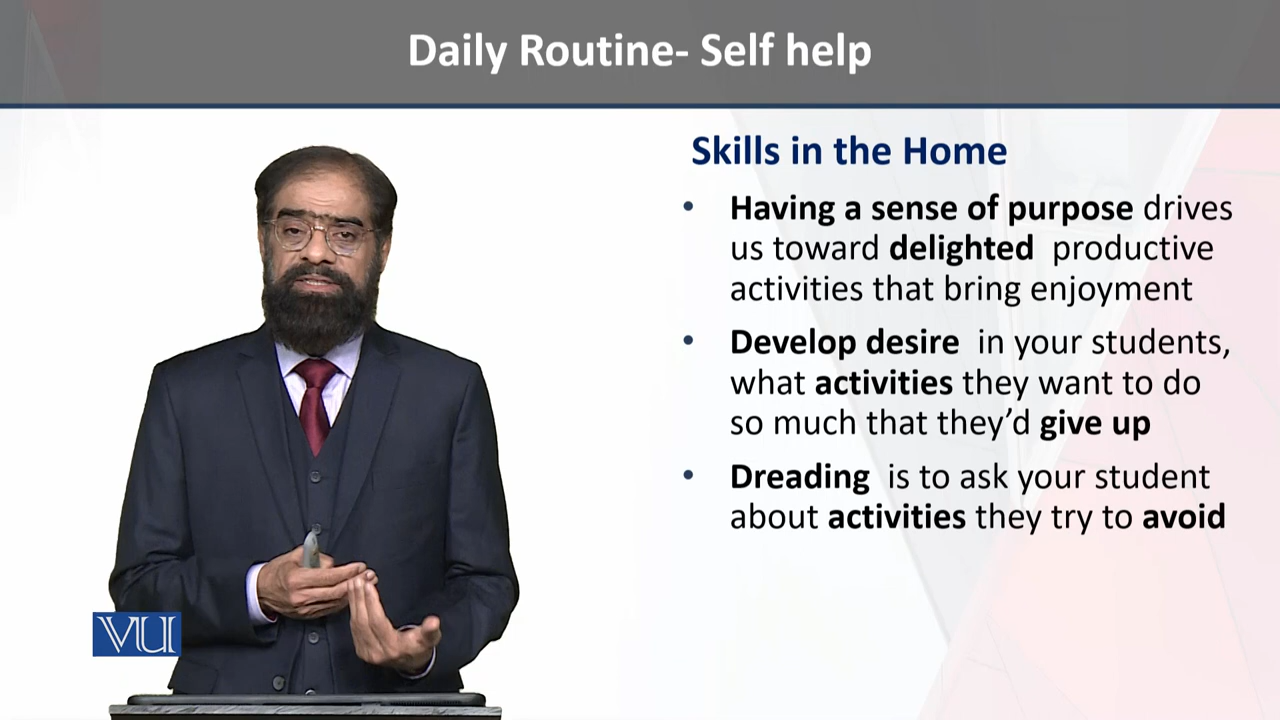 Daily Routine- Self help
Skills in the Home
• Having a sense of purpose drives
us toward delighted productive
activities that bring enjoyment
• Develop desire in your students,
what activities they want to do
so much that they'd give up
• Dreading is to ask your student
about activities they try to avoid
VU